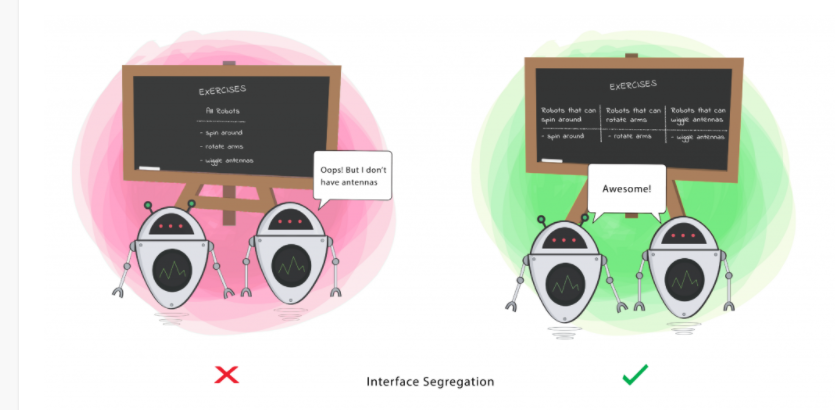 EXERCISES
All Robots
- spin around
- rotate arms
- wiggle antennas
Oops! But I don't
have antennas
EXERCISES
Robots that can
spin around
- spin around
Robots that can
rotate arms
- rotate arms
Robots that can
wiggle antennas
- wiggle antennas
Awesome!
Interface Segregation